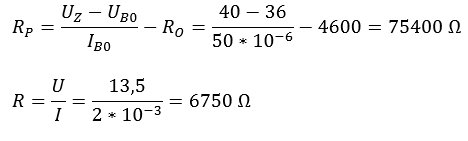 R_P = (U_Z − U_B0) / I_B0 − R_O = (40 − 36) / (50 * 10^−6) − 4600 = 75400 Ω
R = U / I = 13,5 / (2 * 10^−3) = 6750 Ω